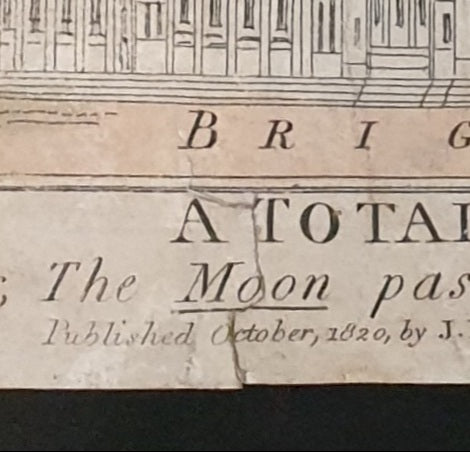 B R I G
A TOTAL
; The Moon pas
Published October, 1820, by J.